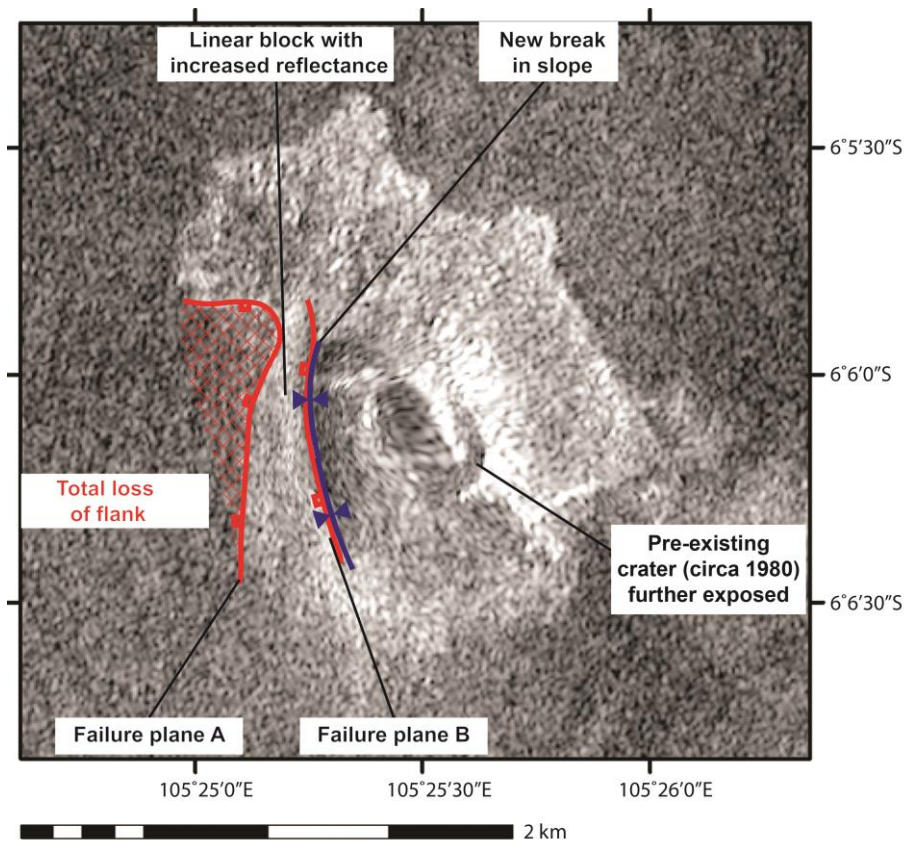 Linear block with
increased reflectance
New break
in slope
6˚5’30”S
6˚6’0”S
Total loss
of flank
Pre-existing
crater (circa 1980)
further exposed
6˚6’30”S
Failure plane A
Failure plane B
105˚25’0”E
105˚25’30”E
105˚26’0”E
2 km